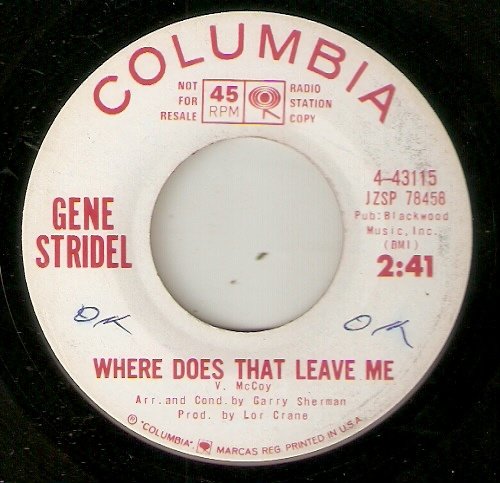 COLUMBIA
NOT
FOR
RESALE
45
RPM
RADIO
STATION
COPY
4-43115
JZSP 78458
Pub: Blackwood
Music, Inc.
(BMI)
2:41
GENE
STRIDEL
OK
OK
WHERE DOES THAT LEAVE ME
V. McCoy
Arr. and Cond. by Garry Sherman
Prod. by Lor Crane
® "COLUMBIA", MARCAS REG. PRINTED IN U.S.A.